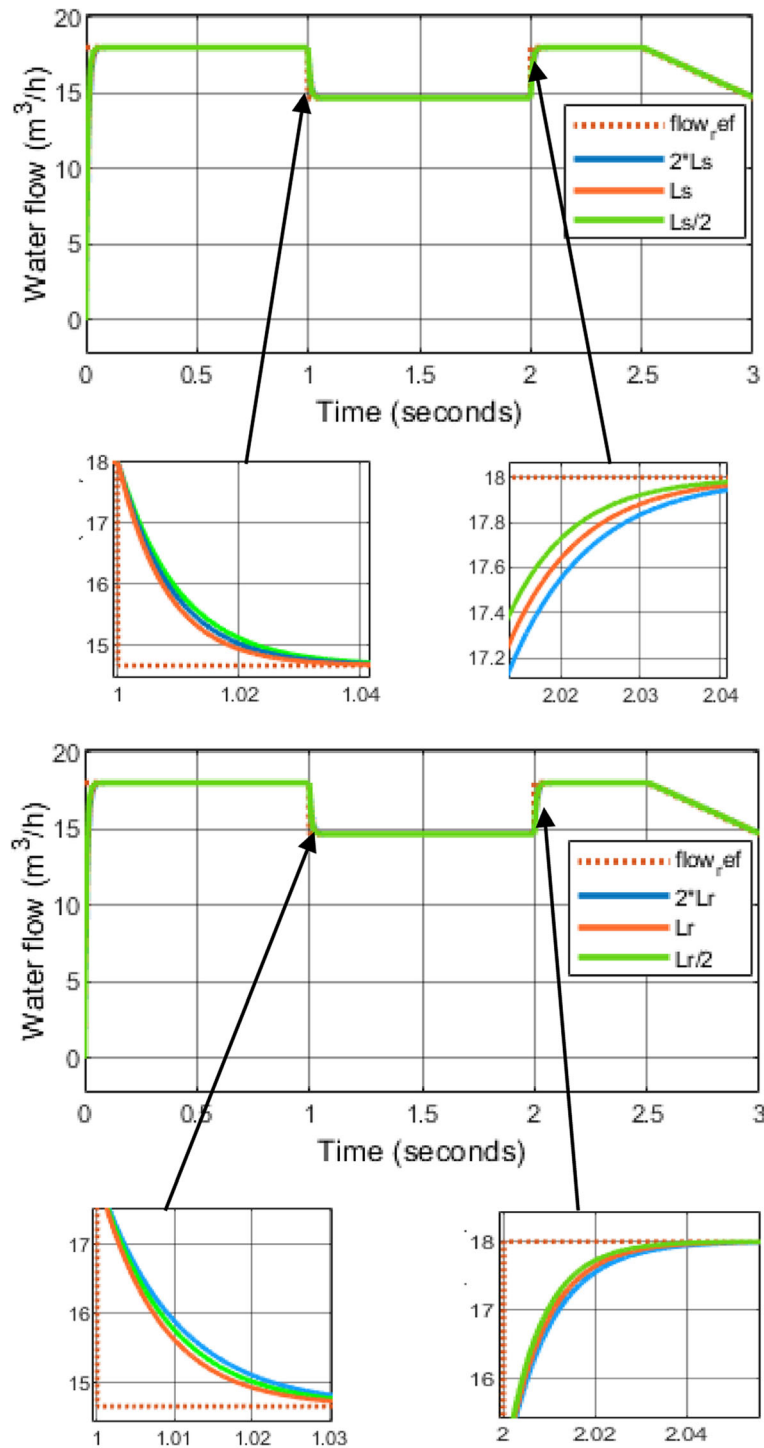 20
15
10
5
0
Water flow (m³/h)
flow_ref
2*Ls
Ls
Ls/2
0 0.5 1 1.5 2 2.5 3
Time (seconds)
18
17
16
15
1 1.02 1.04
18
17.8
17.6
17.4
17.2
2.02 2.03 2.04
20
15
10
5
0
Water flow (m³/h)
flow_ref
2*Lr
Lr
Lr/2
0 0.5 1 1.5 2 2.5 3
Time (seconds)
17
16
15
1 1.01 1.02 1.03
18
17
16
2 2.02 2.04